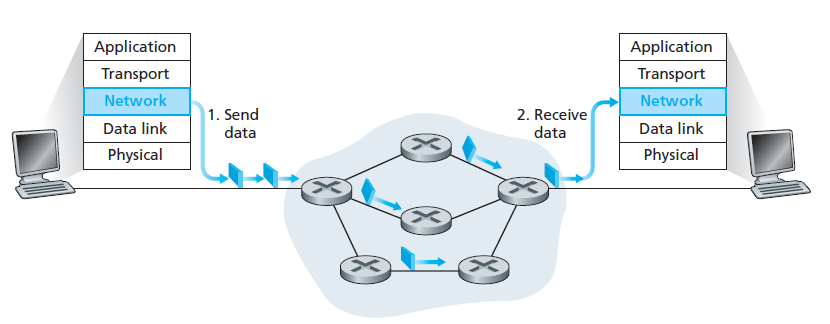 Application
Transport
Network
Data link
Physical
1. Send
data
2. Receive
data
Application
Transport
Network
Data link
Physical